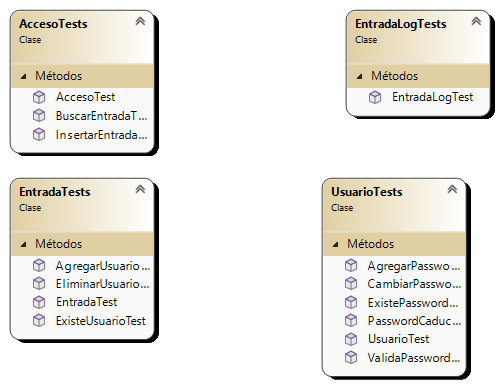 AccesoTests
Clase
Métodos
AccesoTest
BuscarEntradaT...
InsertarEntrada...
EntradaLogTests
Clase
Métodos
EntradaLogTest
EntradaTests
Clase
Métodos
AgregarUsuario...
EliminarUsuario...
EntradaTest
ExisteUsuarioTest
UsuarioTests
Clase
Métodos
AgregarPasswo...
CambiarPasswo...
ExistePassword...
PasswordCaduc...
UsuarioTest
ValidaPassword...